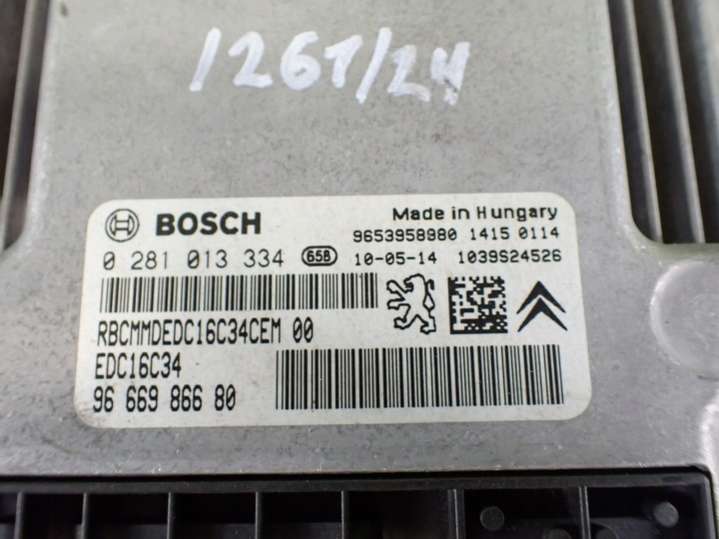 1261/24
BOSCH
Made in Hungary
9653958980 1415 0114
0 281 013 334 658 10-05-14 1039S24526
RBCMMDEDC16C34CEM 00
EDC16C34
96 669 866 80